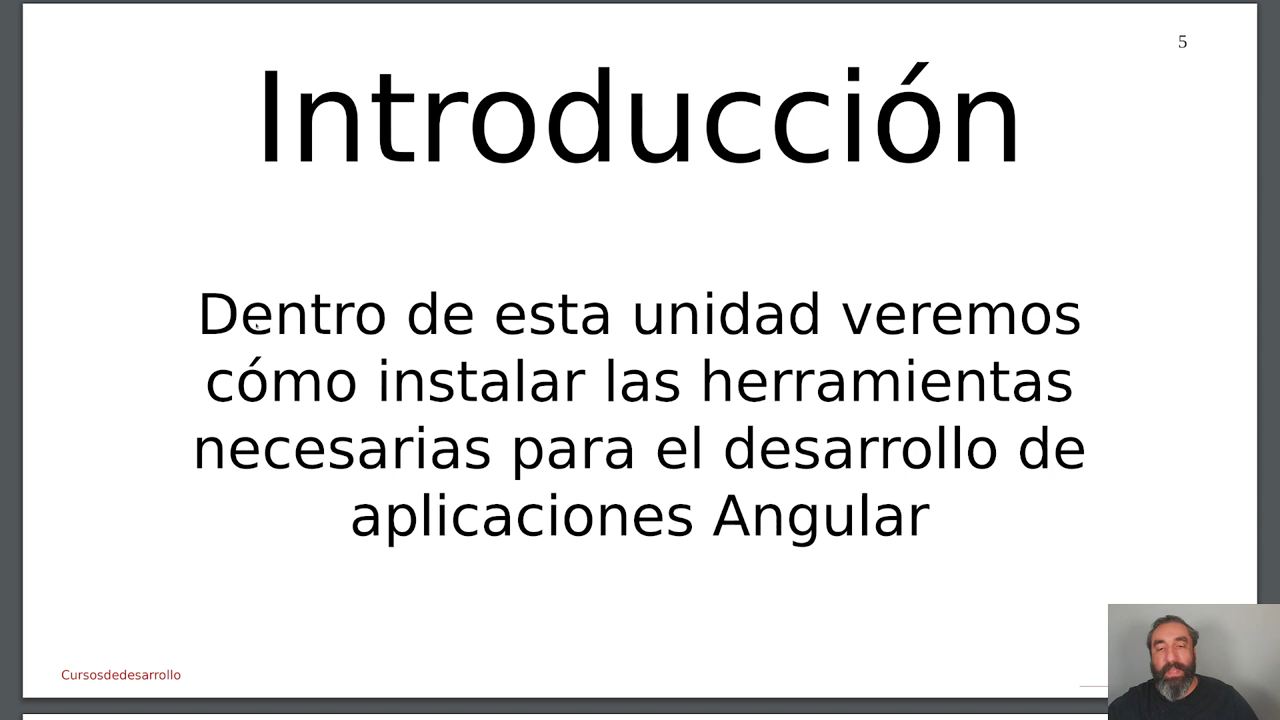 5
Introducción
Dentro de esta unidad veremos
cómo instalar las herramientas
necesarias para el desarrollo de
aplicaciones Angular
Cursosdedesarrollo